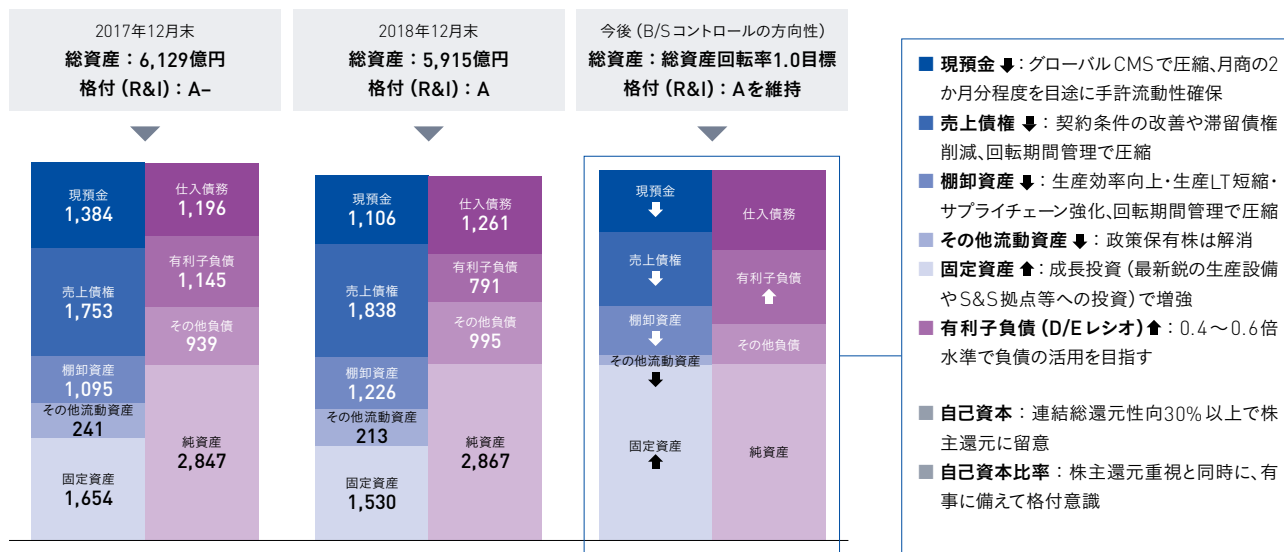 2017年12月末
総資産：6,129億円
格付（R&I）：A−
2018年12月末
総資産：5,915億円
格付（R&I）：A
今後（B/Sコントロールの方向性）
総資産：総資産回転率1.0目標
格付（R&I）：Aを維持
現預金
1,384
売上債権
1,753
棚卸資産
1,095
その他流動資産
241
固定資産
1,654
仕入債務
1,196
有利子負債
1,145
その他負債
939
純資産
2,847
現預金
1,106
売上債権
1,838
棚卸資産
1,226
その他流動資産
213
固定資産
1,530
仕入債務
1,261
有利子負債
791
その他負債
995
純資産
2,867
現預金
売上債権
棚卸資産
その他流動資産
固定資産
仕入債務
有利子負債
その他負債
純資産
現預金：グローバルCMSで圧縮、月商の2
か月分程度を目途に手許流動性確保
売上債権：契約条件の改善や滞留債権
削減、回転期間管理で圧縮
棚卸資産：生産効率向上・生産LT短縮・
サプライチェーン強化、回転期間管理で圧縮
その他流動資産：政策保有株は解消
固定資産：成長投資（最新鋭の生産設備
やS&S拠点等への投資）で増強
有利子負債（D/Eレシオ）：0.4～0.6倍
水準で負債の活用を目指す
自己資本：連結総還元性向30％以上で株
主還元に留意
自己資本比率：株主還元重視と同時に、有
事に備えて格付意識